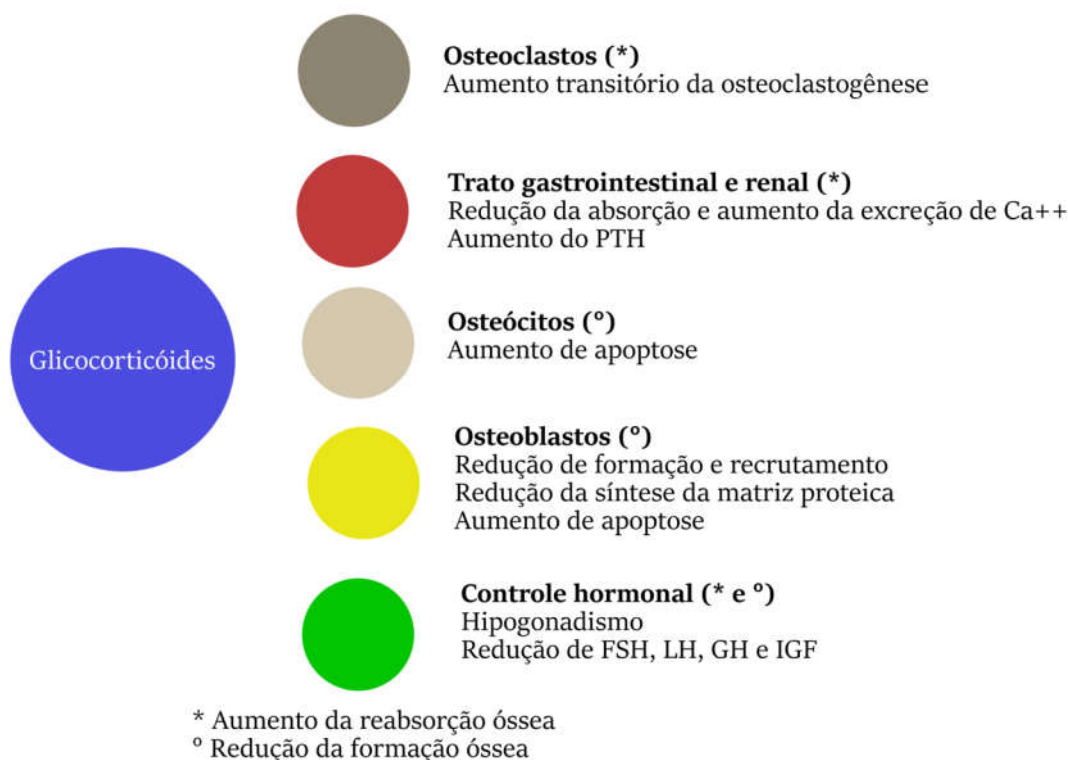 Osteoclastos (*)
Aumento transitório da osteoclastogênese
Trato gastrointestinal e renal (*)
Redução da absorção e aumento da excreção de Ca++
Aumento do PTH
Glicocorticóides
Osteócitos (º)
Aumento de apoptose
Osteoblastos (º)
Redução de formação e recrutamento
Redução da síntese da matriz proteica
Aumento de apoptose
Controle hormonal (* e º)
Hipogonadismo
Redução de FSH, LH, GH e IGF
* Aumento da reabsorção óssea
º Redução da formação óssea